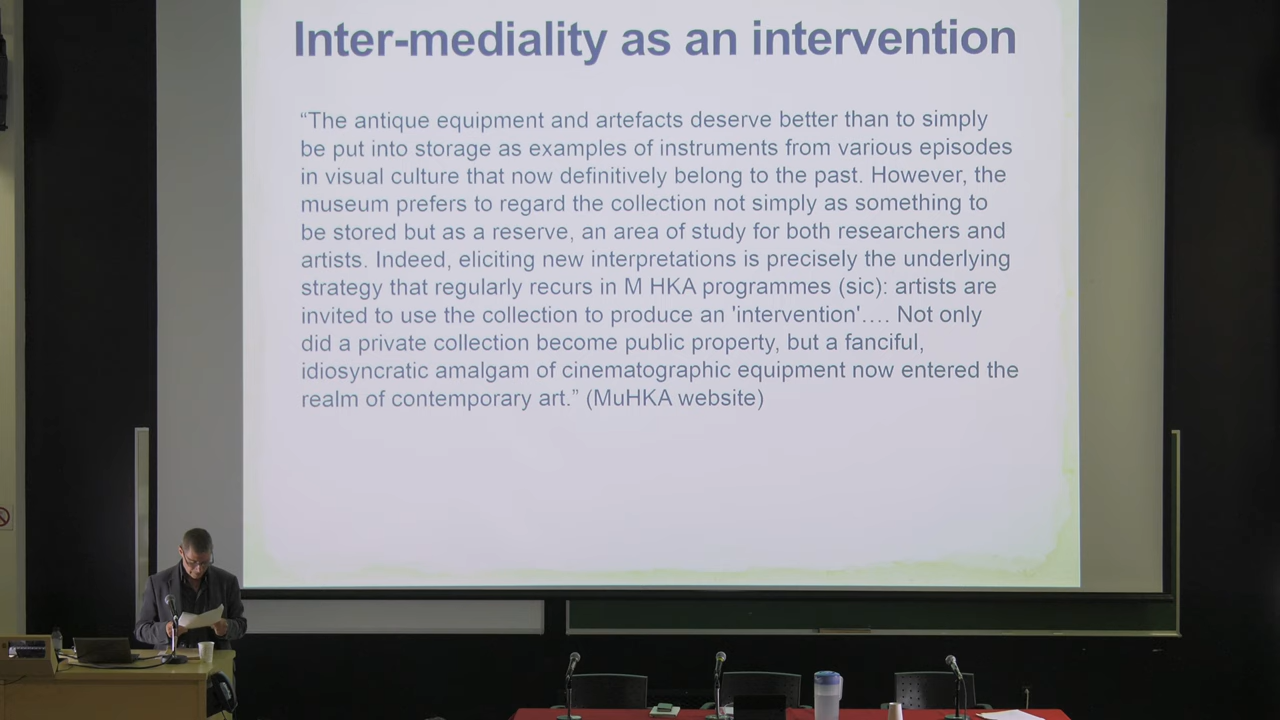 Inter-mediality as an intervention
“The antique equipment and artefacts deserve better than to simply
be put into storage as examples of instruments from various episodes
in visual culture that now definitively belong to the past. However, the
museum prefers to regard the collection not simply as something to
be stored but as a reserve, an area of study for both researchers and
artists. Indeed, eliciting new interpretations is precisely the underlying
strategy that regularly recurs in M HKA programmes (sic): artists are
invited to use the collection to produce an 'intervention'…. Not only
did a private collection become public property, but a fanciful,
idiosyncratic amalgam of cinematographic equipment now entered the
realm of contemporary art.” (MuHKA website)